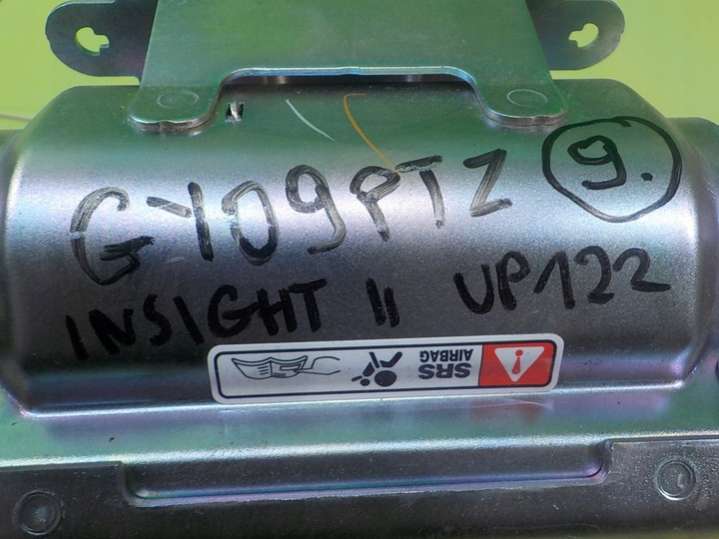 G-109PTZ 9.
INSIGHT II UP122
SRS
AIRBAG